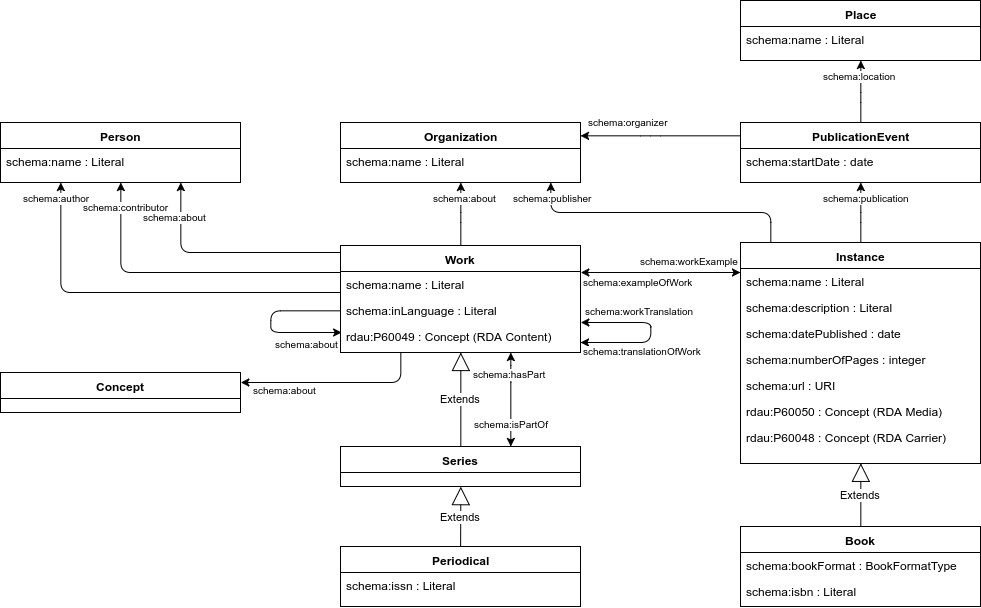 Place
schema:name : Literal
schema:location
Person
schema:name : Literal
Organization
schema:name : Literal
schema:organizer
PublicationEvent
schema:startDate : date
schema:author
schema:contributor
schema:about
schema:about
schema:publisher
schema:publication
Work
schema:name : Literal
schema:inLanguage : Literal
rdau:P60049 : Concept (RDA Content)
schema:about
schema:workExample
schema:exampleOfWork
schema:workTranslation
schema:translationOfWork
Instance
schema:name : Literal
schema:description : Literal
schema:datePublished : date
schema:numberOfPages : integer
schema:url : URI
rdau:P60050 : Concept (RDA Media)
rdau:P60048 : Concept (RDA Carrier)
Concept
schema:about
Extends
schema:hasPart
schema:isPartOf
Series
Extends
Periodical
schema:issn : Literal
Extends
Book
schema:bookFormat : BookFormatType
schema:isbn : Literal